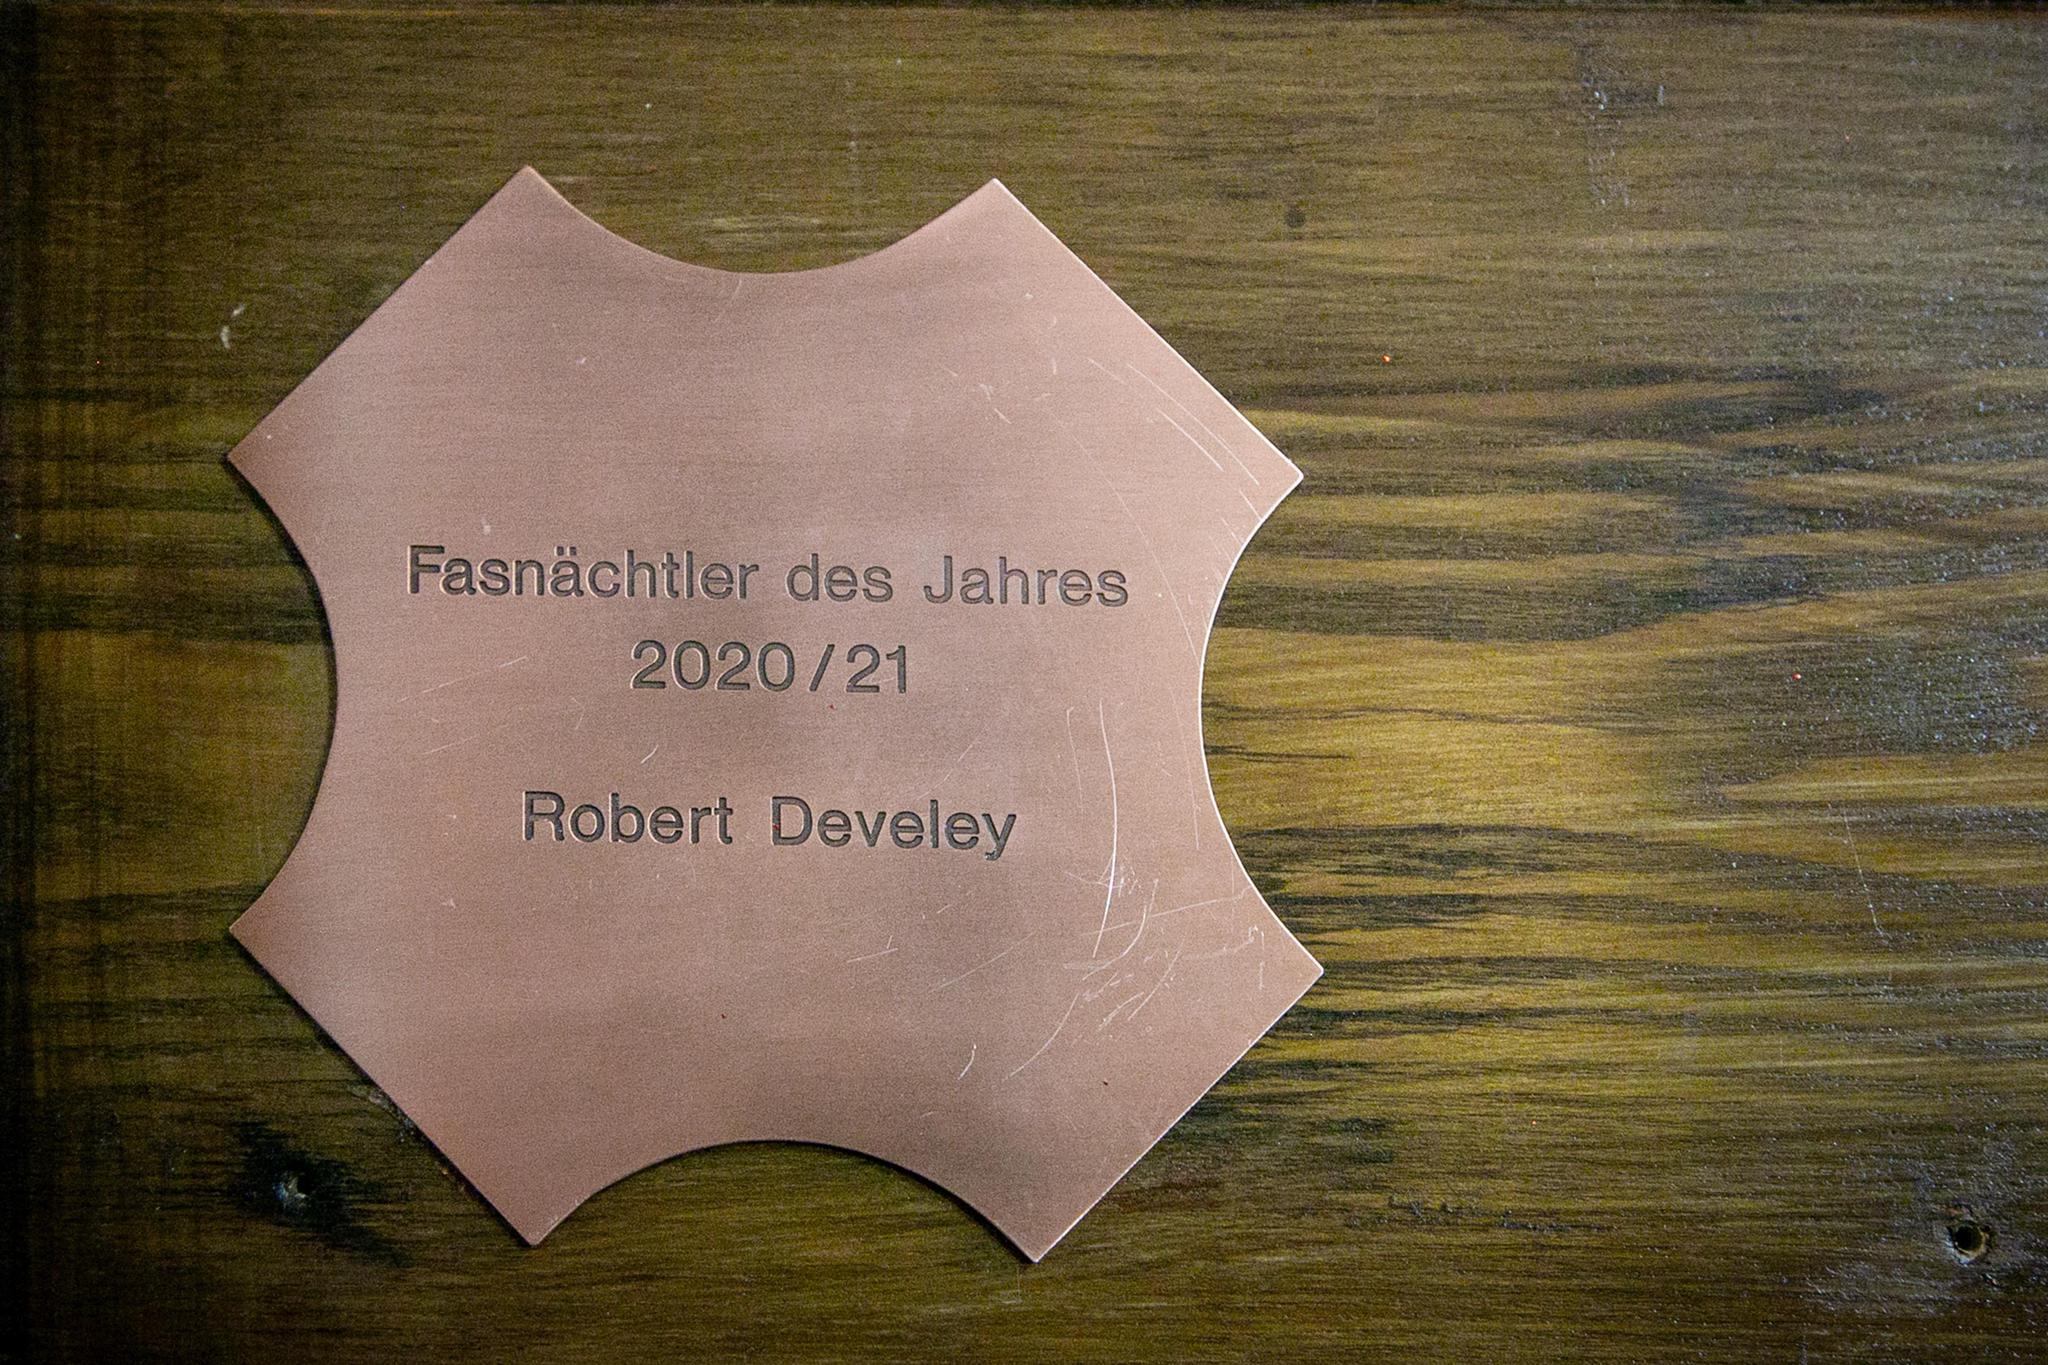 Fasnächtler des Jahres
2020/21
Robert Develey